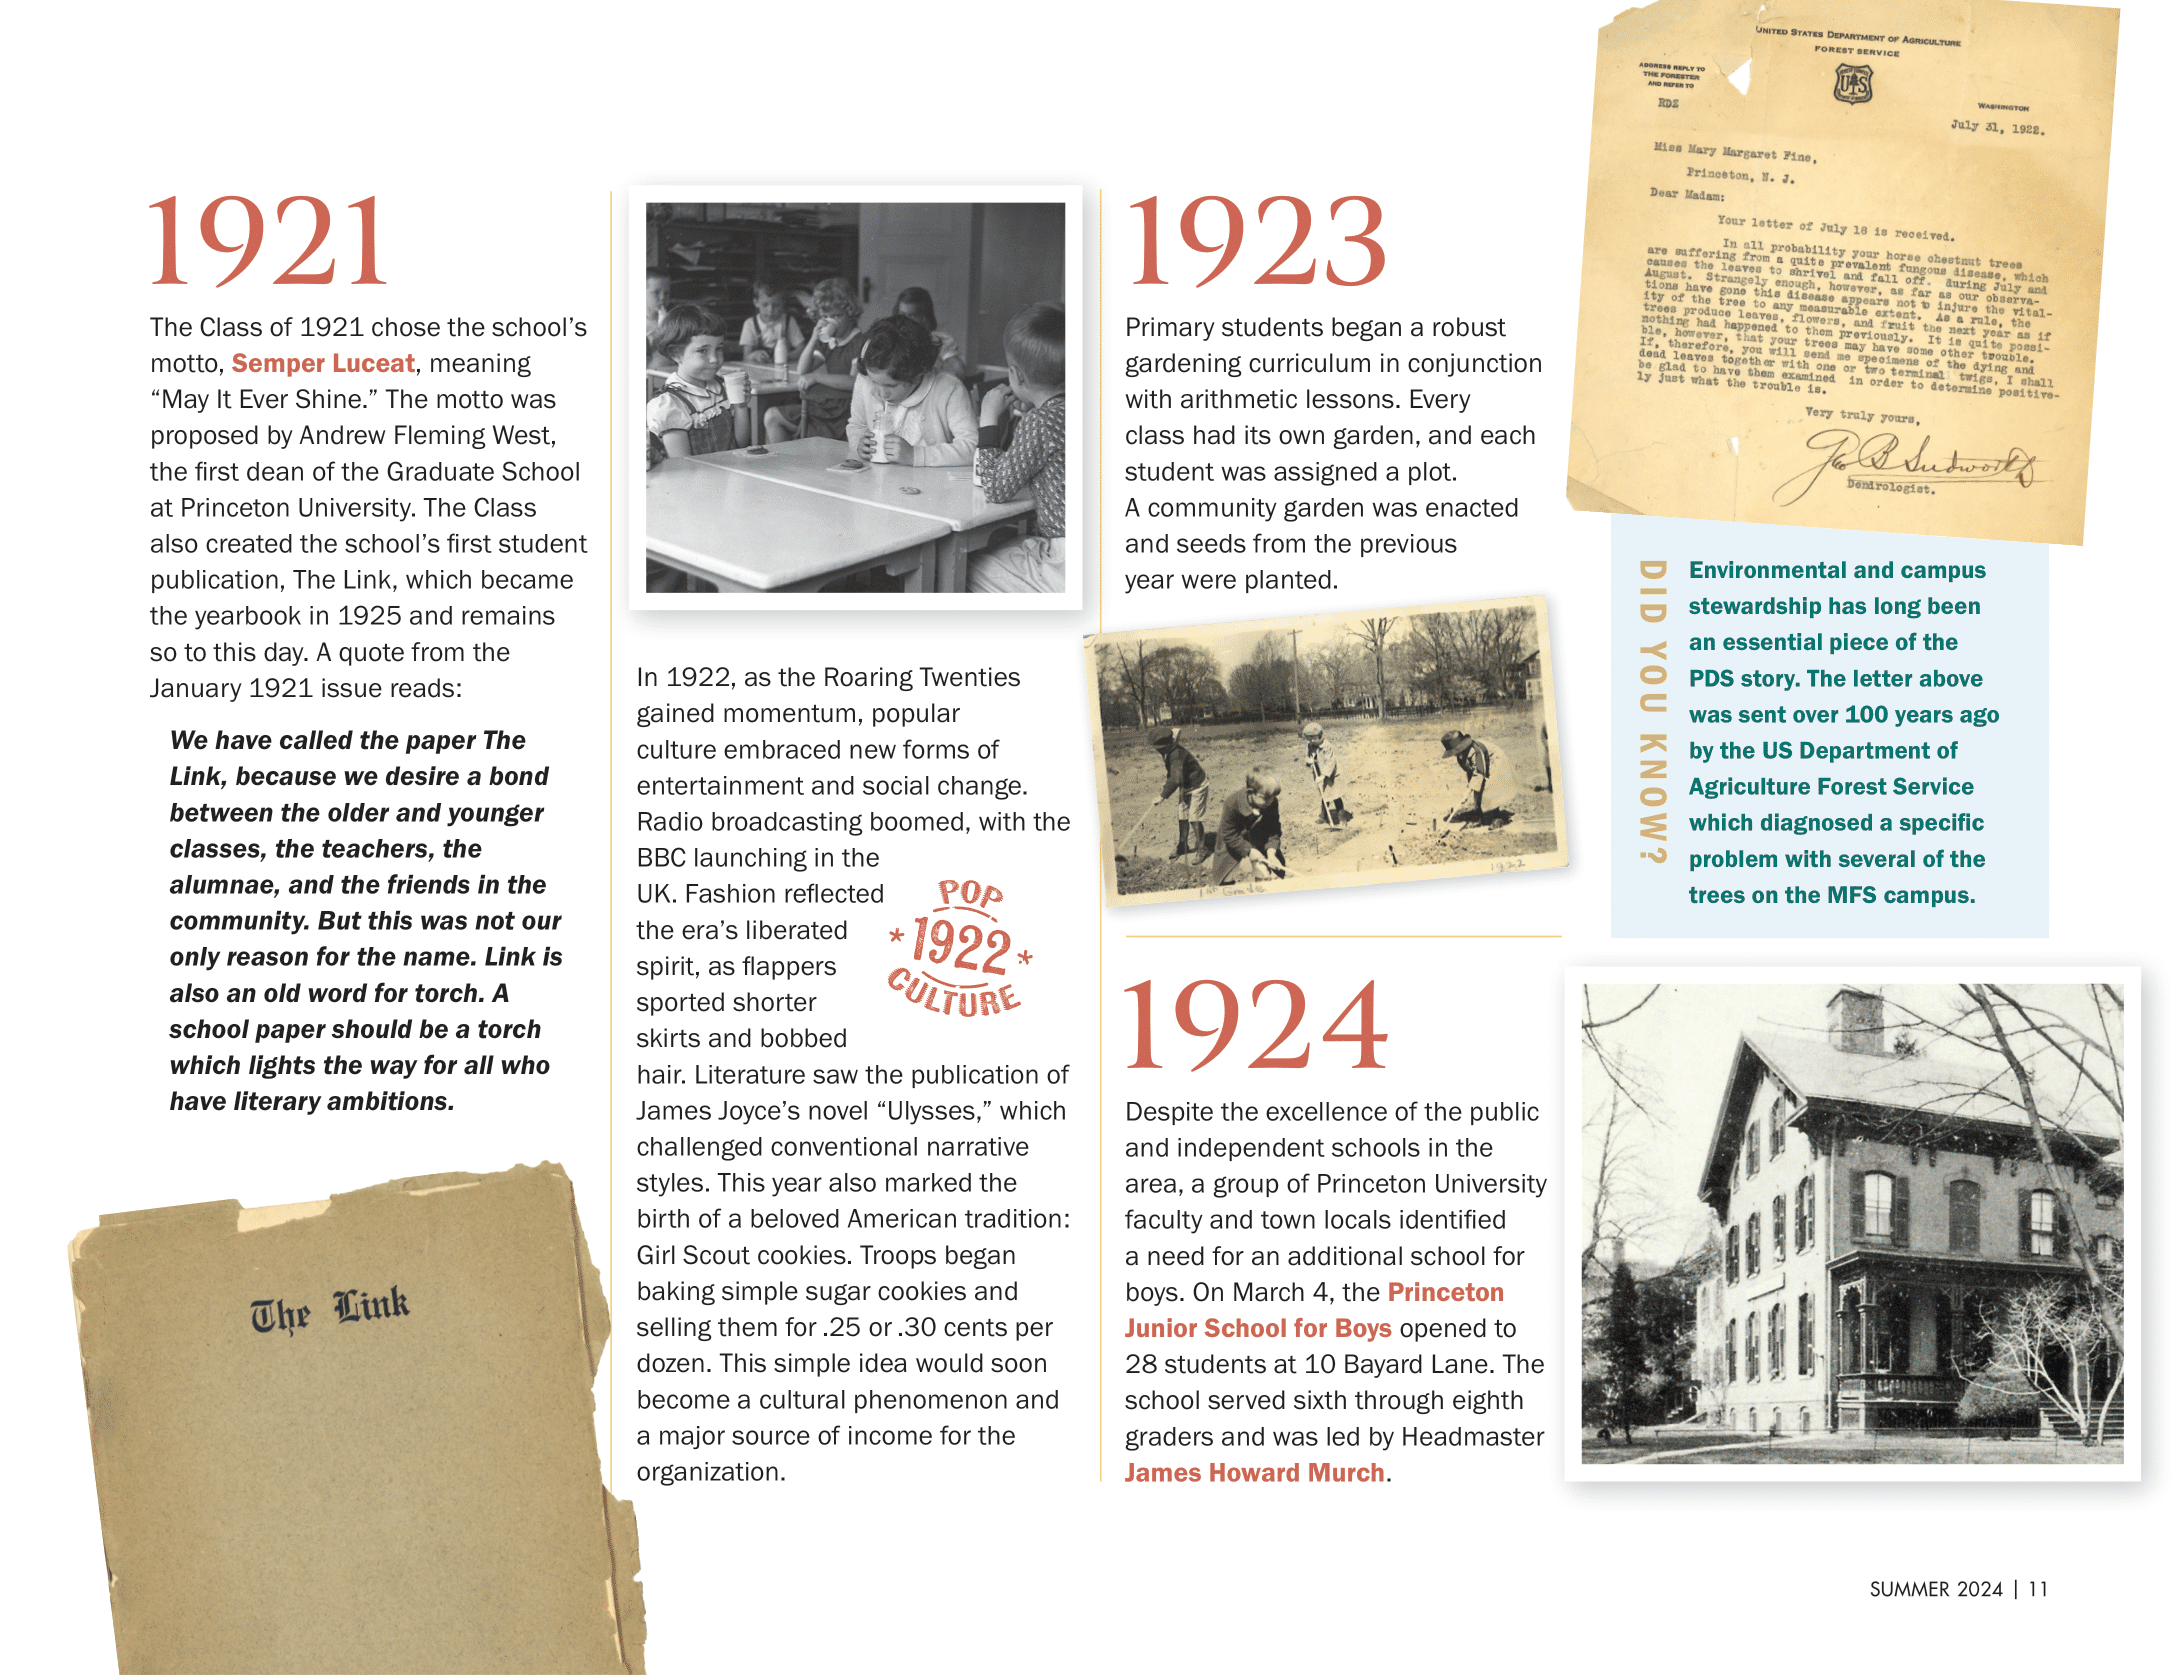 1921
The Class of 1921 chose the school’s
motto, Semper Luceat, meaning
“May It Ever Shine.” The motto was
proposed by Andrew Fleming West,
the first dean of the Graduate School
at Princeton University. The Class
also created the school’s first student
publication, The Link, which became
the yearbook in 1925 and remains
so to this day. A quote from the
January 1921 issue reads:
We have called the paper The
Link, because we desire a bond
between the older and younger
classes, the teachers, the
alumnae, and the friends in the
community. But this was not our
only reason for the name. Link is
also an old word for torch. A
school paper should be a torch
which lights the way for all who
have literary ambitions.
The Link
In 1922, as the Roaring Twenties
gained momentum, popular
culture embraced new forms of
entertainment and social change.
Radio broadcasting boomed, with the
BBC launching in the
UK. Fashion reflected
the era’s liberated
spirit, as flappers
sported shorter
skirts and bobbed
hair. Literature saw the publication of
James Joyce’s novel “Ulysses,” which
challenged conventional narrative
styles. This year also marked the
birth of a beloved American tradition:
Girl Scout cookies. Troops began
baking simple sugar cookies and
selling them for .25 or .30 cents per
dozen. This simple idea would soon
become a cultural phenomenon and
a major source of income for the
organization.
POP
*1922*
CULTURE
1923
Primary students began a robust
gardening curriculum in conjunction
with arithmetic lessons. Every
class had its own garden, and each
student was assigned a plot.
A community garden was enacted
and seeds from the previous
year were planted.
1st Grade
1922
1924
Despite the excellence of the public
and independent schools in the
area, a group of Princeton University
faculty and town locals identified
a need for an additional school for
boys. On March 4, the Princeton
Junior School for Boys opened to
28 students at 10 Bayard Lane. The
school served sixth through eighth
graders and was led by Headmaster
James Howard Murch.
UNITED STATES DEPARTMENT OF AGRICULTURE
FOREST SERVICE
ADDRESS REPLY TO
THE FORESTER
AND REFER TO
RDS
US
WASHINGTON
July 31, 1922.
Miss Mary Margaret Fine,
Princeton, N. J.
Dear Madam:
Your letter of July 18 is received.
In all probability your horse chestnut trees
are suffering from a quite prevalent fungous disease, which
causes the leaves to shrivel and fall off. during July and
August. Strangely enough, however, as far as our observa-
tions have gone this disease appears not to injure the vital-
ity of the tree to any measurable extent. As a rule, the
trees produce leaves, flowers, and fruit the next year as if
nothing had happened to them previously. It is quite possi-
ble, however, that your trees may have some other trouble.
If, therefore, you will send me specimens of the dying and
dead leaves together with one or two terminal twigs, I shall
be glad to have them examined in order to determine positive-
ly just what the trouble is.
Very truly yours,
Geo B Sudworth
Dendrologist.
DID YOU KNOW?
Environmental and campus
stewardship has long been
an essential piece of the
PDS story. The letter above
was sent over 100 years ago
by the US Department of
Agriculture Forest Service
which diagnosed a specific
problem with several of the
trees on the MFS campus.
SUMMER 2024 | 11